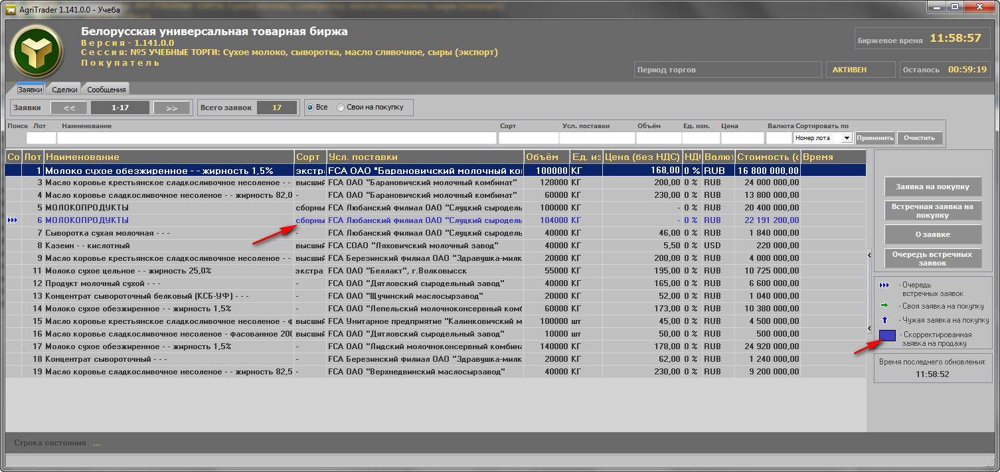 AgriTrader 1.141.0.0 - Учеба
Белорусская универсальная товарная биржа
Версия - 1.141.0.0
Сессия: №5 УЧЕБНЫЕ ТОРГИ: Сухое молоко, сыворотка, масло сливочное, сыры (экспорт)
Покупатель
Биржевое время 11:58:57
Период торгов АКТИВЕН Осталось 00:59:19
Заявки Сделки Сообщения
Заявки << 1-17 >> Всего заявок 17 Все Свои на покупку
Поиск Лот Наименование Сорт Усл. поставки Объём Ед. изм. Цена Валюта Сортировать по
Номер лота Применить Очистить
Со Лот Наименование Сорт Усл. поставки Объём Ед. из Цена (без НДС) НДС Валют Стоимость (с Время
1 Молоко сухое обезжиренное - - жирность 1,5% экстра FCA ОАО "Барановичский молочный ком 100000 КГ 168,00 0 % RUB 16 800 000,00
3 Масло коровье крестьянское сладкосливочное несоленое - - высший FCA ОАО "Барановичский молочный комбинат" 120000 КГ 200,00 0 % RUB 24 000 000,00
4 Масло коровье сладкосливочное несоленое - - жирность 82,0 - FCA ОАО "Барановичский молочный комбинат" 60000 КГ 230,00 0 % RUB 13 800 000,00
5 МОЛОКОПРОДУКТЫ сборны FCA Любанский филиал ОАО "Слуцкий сыродель 100000 КГ - 0 % RUB 20 400 000,00
6 МОЛОКОПРОДУКТЫ сборны FCA Любанский филиал ОАО "Слуцкий сыродель 104000 КГ - 0 % RUB 22 191 200,00
7 Сыворотка сухая молочная - - - - FCA Любанский филиал ОАО "Слуцкий сыродель 40000 КГ 46,00 0 % RUB 1 840 000,00
8 Казеин - - кислотный высший FCA СОАО "Ляховичский молочный завод" 40000 КГ 5,50 0 % USD 220 000,00
9 Масло коровье крестьянское сладкосливочное несоленое - - высший FCA Березинский филиал ОАО "Здравушка-милк 20000 КГ 200,00 0 % RUB 4 000 000,00
11 Молоко сухое цельное - - жирность 25,0% экстра FCA ОАО "Беллакт", г.Волковысск 55000 КГ 195,00 0 % RUB 10 725 000,00
12 Продукт молочный сухой - - - - FCA ОАО "Дятловский сыродельный завод" 40000 КГ 165,00 0 % RUB 6 600 000,00
13 Концентрат сывороточный белковый (КСБ-УФ) - - - - FCA ОАО "Щучинский маслосырзавод" 20000 КГ 52,00 0 % RUB 1 040 000,00
14 Молоко сухое обезжиренное - - жирность 1,5% - FCA ОАО "Лепельский молочноконсервный комб 60000 КГ 173,00 0 % RUB 10 380 000,00
15 Масло коровье сладкосливочное несоленое - ф высший FCA Унитарное предприятие "Калинковичский м 100000 шт 45,00 0 % RUB 4 500 000,00
16 Масло коровье сладкосливочное несоленое - фасованное 200 высший FCA ОАО "Дятловский сыродельный завод" 10000 шт 50,00 0 % RUB 500 000,00
17 Молоко сухое обезжиренное - - жирность 1,5% - FCA ОАО "Лидский молочноконсервный комбина 140000 КГ 178,00 0 % RUB 24 920 000,00
18 Концентрат сывороточный - - - - FCA Березинский филиал ОАО "Здравушка-милк 20000 КГ 62,00 0 % RUB 1 240 000,00
19 Масло коровье сладкосливочное несоленое - - жирность 82,5 - FCA ОАО "Верхнедвинский маслосырзавод" 40000 КГ 230,00 0 % RUB 9 200 000,00
Заявка на покупку
Встречная заявка на
покупку
О заявке
Очередь встречных
заявок
- Очередь
встречных заявок
- Своя заявка на покупку
- Чужая заявка на покупку
- Скорректированная
заявка на продажу
Время последнего обновления:
11:58:52
Строка состояния ...